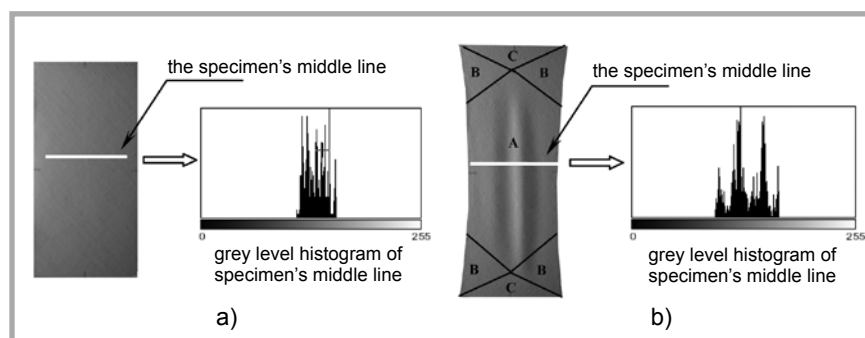 the specimen's middle line
0
255
grey level histogram of
specimen's middle line
a)
C
B
B
A
B
B
C
the specimen's middle line
0
255
grey level histogram of
specimen's middle line
b)